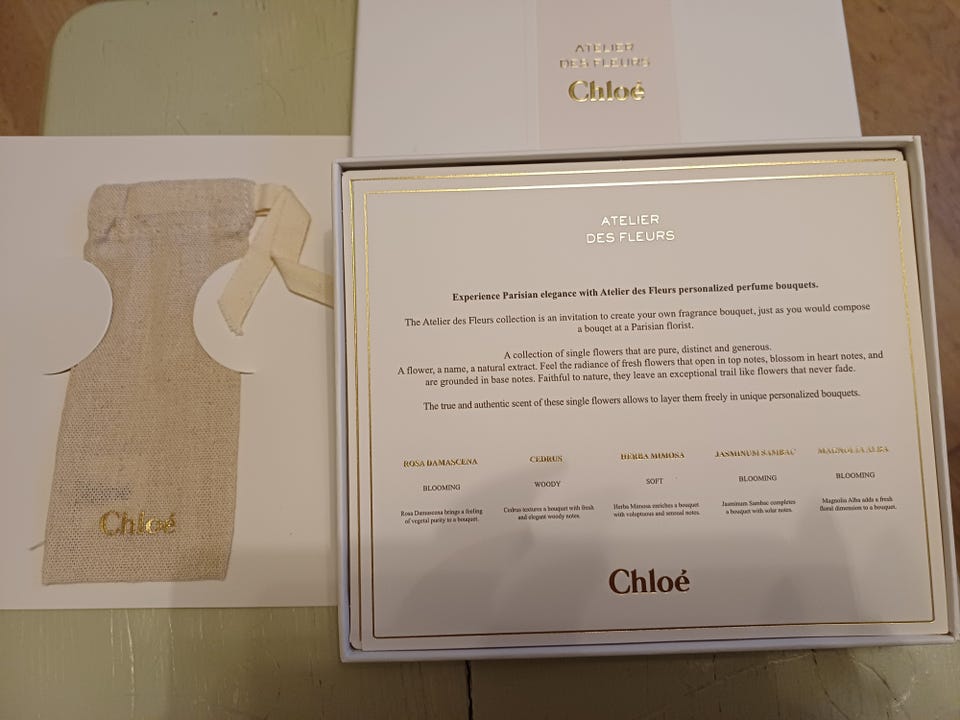 ATELIER
DES FLEURS
Chloé
Chloé
ATELIER
DES FLEURS
Experience Parisian elegance with Atelier des Fleurs personalized perfume bouquets.
The Atelier des Fleurs collection is an invitation to create your own fragrance bouquet, just as you would compose
a bouqet at a Parisian florist.
A collection of single flowers that are pure, distinct and generous.
A flower, a name, a natural extract. Feel the radiance of fresh flowers that open in top notes, blossom in heart notes, and
are grounded in base notes. Faithful to nature, they leave an exceptional trail like flowers that never fade.
The true and authentic scent of these single flowers allows to layer them freely in unique personalized bouquets.
ROSA DAMASCENA
BLOOMING
Rosa Damascena brings a feeling
of vegetal purity to a bouquet.
CEDRUS
WOODY
Cedrus textures a bouquet with fresh
and elegant woody notes.
HERBA MIMOSA
SOFT
Herba Mimosa enriches a bouquet
with voluptuous and sensual notes.
JASMINUM SAMBAC
BLOOMING
Jasminum Sambac completes
a bouquet with solar notes.
MAGNOLIA ALBA
BLOOMING
Magnolia Alba adds a fresh
floral dimension to a bouquet.
Chloé